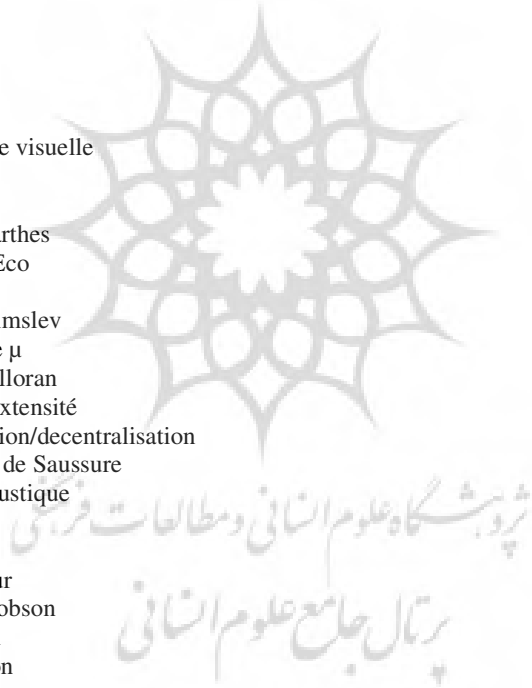 e visuelle
rthes
Eco
mslev
e µ
lloran
xtensité
ion/decentralisation
de Saussure
ustique
پژوهشگاه علوم انسانی و مطالعات فرهنگی
ur
obson
پرتال جامع علوم انسانی
on